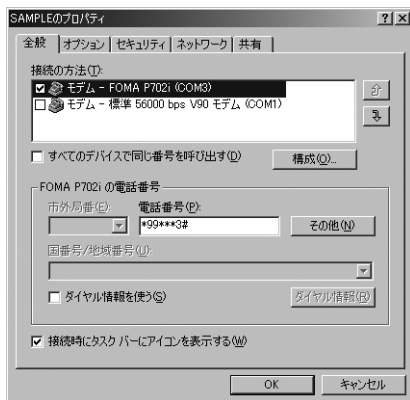 SAMPLEのプロパティ
全般 オプション セキュリティ ネットワーク 共有
接続の方法(T):
モデム - FOMA P702i (COM3)
モデム - 標準 56000 bps V90 モデム (COM1)
すべてのデバイスで同じ番号を呼び出す(D) 構成(O)...
FOMA P702i の電話番号
市外局番(E): 電話番号(P):
*99***3# その他(N)
国番号/地域番号(U):
ダイヤル情報を使う(S) ダイヤル情報(R)
接続時にタスク バーにアイコンを表示する(W)
OK キャンセル